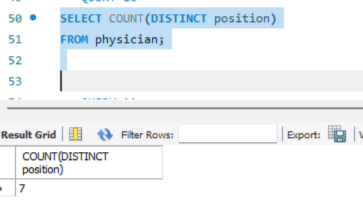 50 SELECT COUNT(DISTINCT position)
51 FROM physician;
52
53
Result Grid Filter Rows: Export:
COUNT(DISTINCT
position)
7